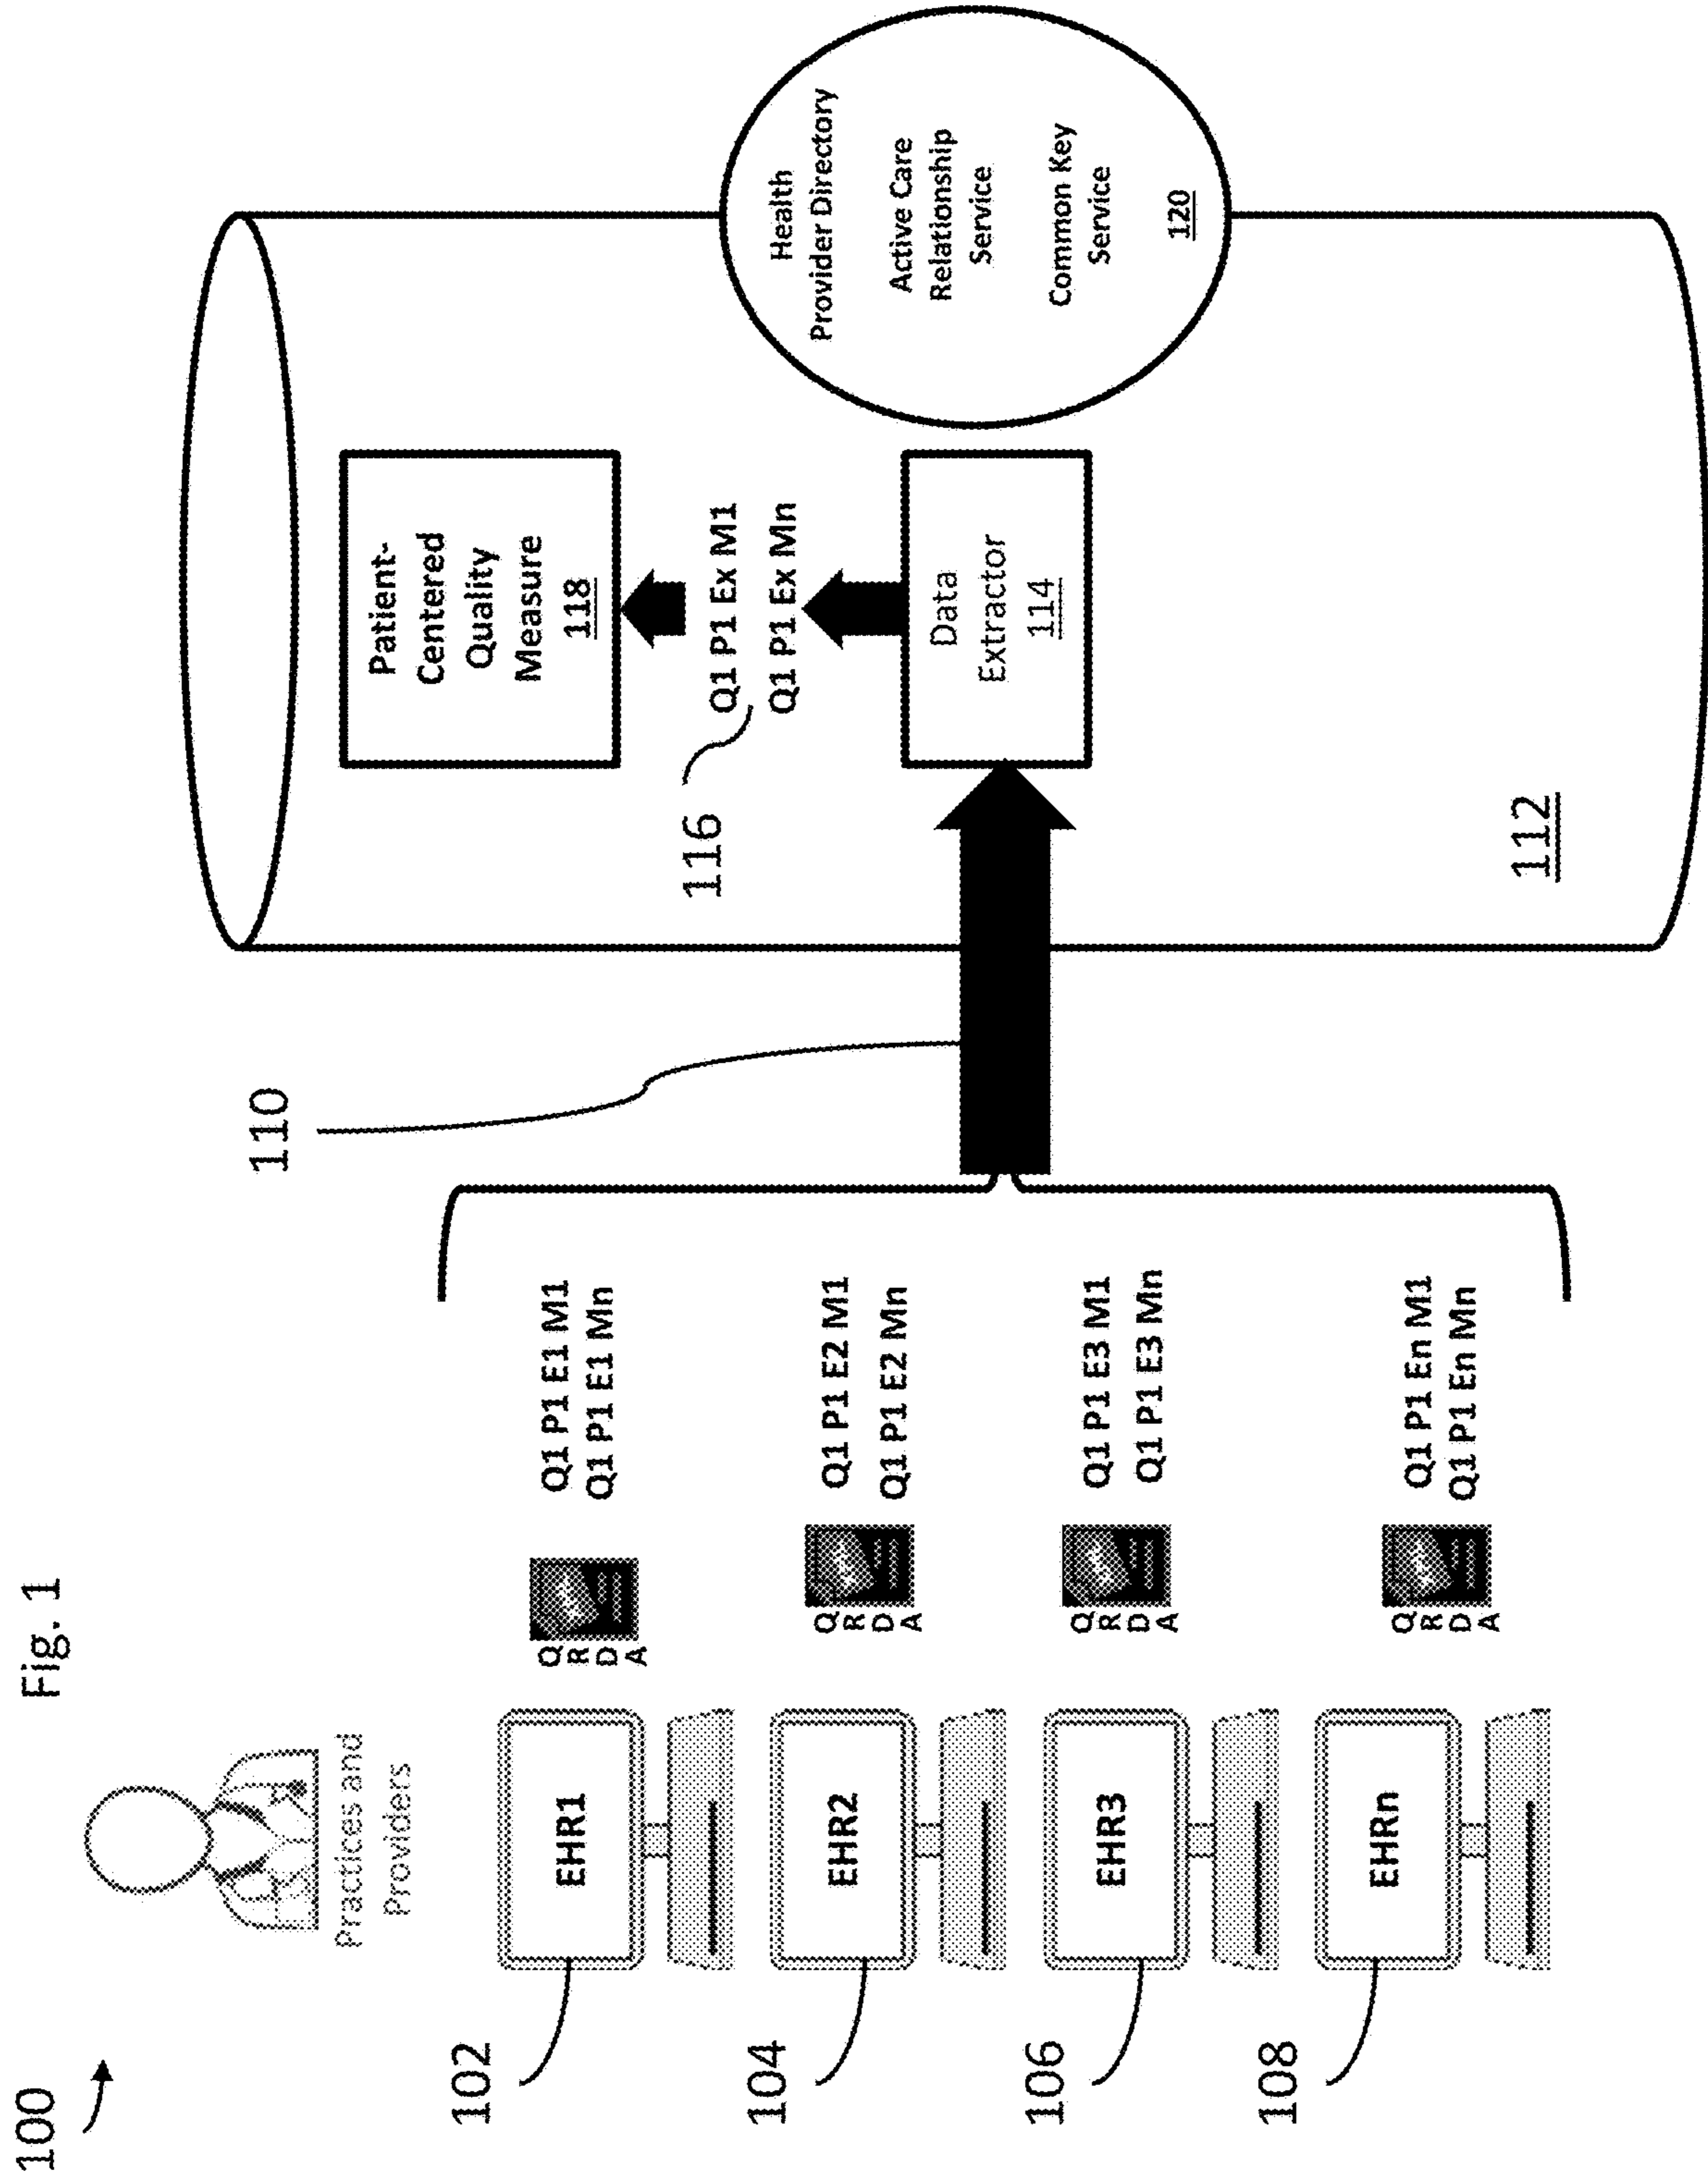 Fig. 1
100
Practices and
Providers
102
EHR1
Q
R
D
A
Q1 P1 E1 M1
Q1 P1 E1 Mn
104
EHR2
Q
R
D
A
Q1 P1 E2 M1
Q1 P1 E2 Mn
106
EHR3
Q
R
D
A
Q1 P1 E3 M1
Q1 P1 E3 Mn
108
EHRn
Q
R
D
A
Q1 P1 En M1
Q1 P1 En Mn
110
Patient-
Centered
Quality
Measure
118
116
Q1 P1 Ex M1
Q1 P1 Ex Mn
Data
Extractor
114
112
Health
Provider Directory
Active Care
Relationship
Service
Common Key
Service
120